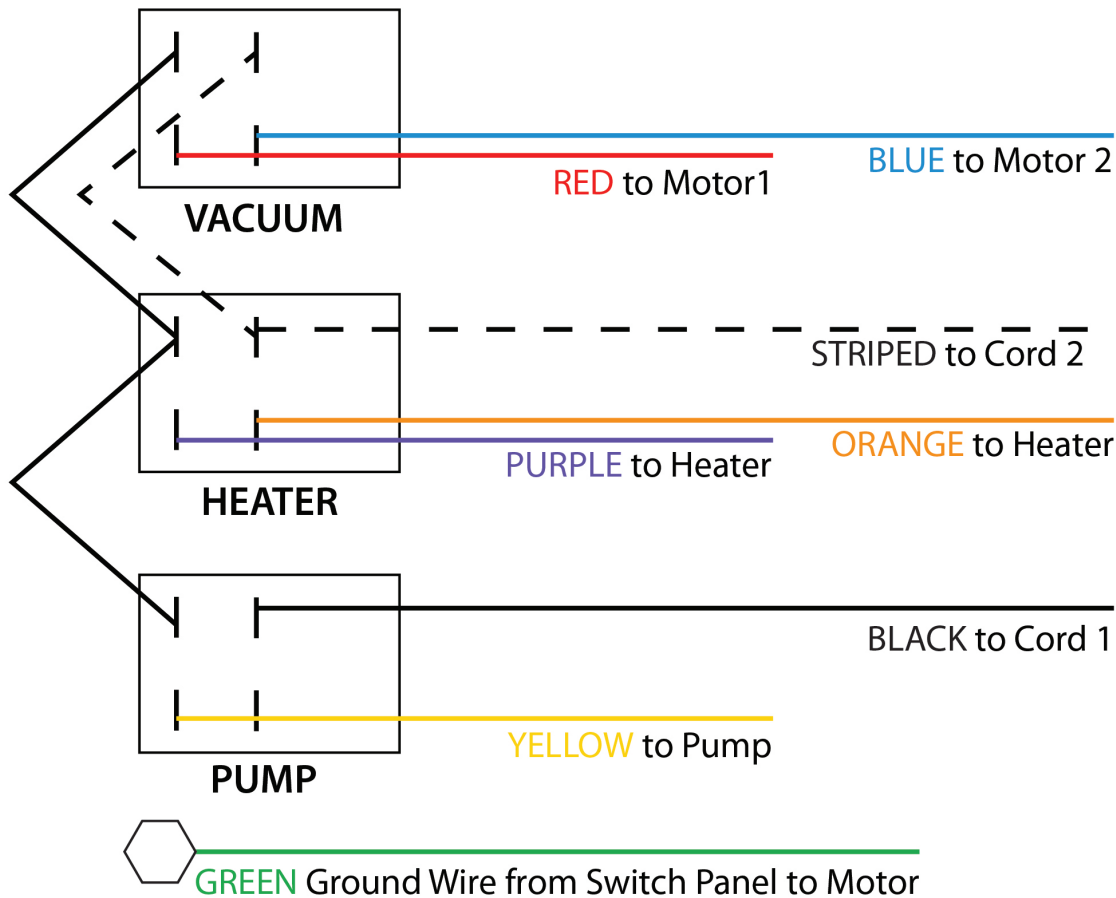 BLUE to Motor 2
RED to Motor1
VACUUM
STRIPED to Cord 2
ORANGE to Heater
PURPLE to Heater
HEATER
BLACK to Cord 1
YELLOW to Pump
PUMP
GREEN Ground Wire from Switch Panel to Motor